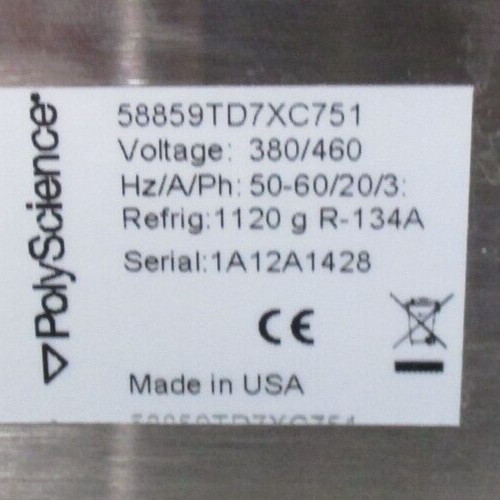 PolyScience
58859TD7XC751
Voltage: 380/460
Hz/A/Ph: 50-60/20/3:
Refrig:1120 g R-134A
Serial:1A12A1428
CE
Made in USA
58859TD7XC751